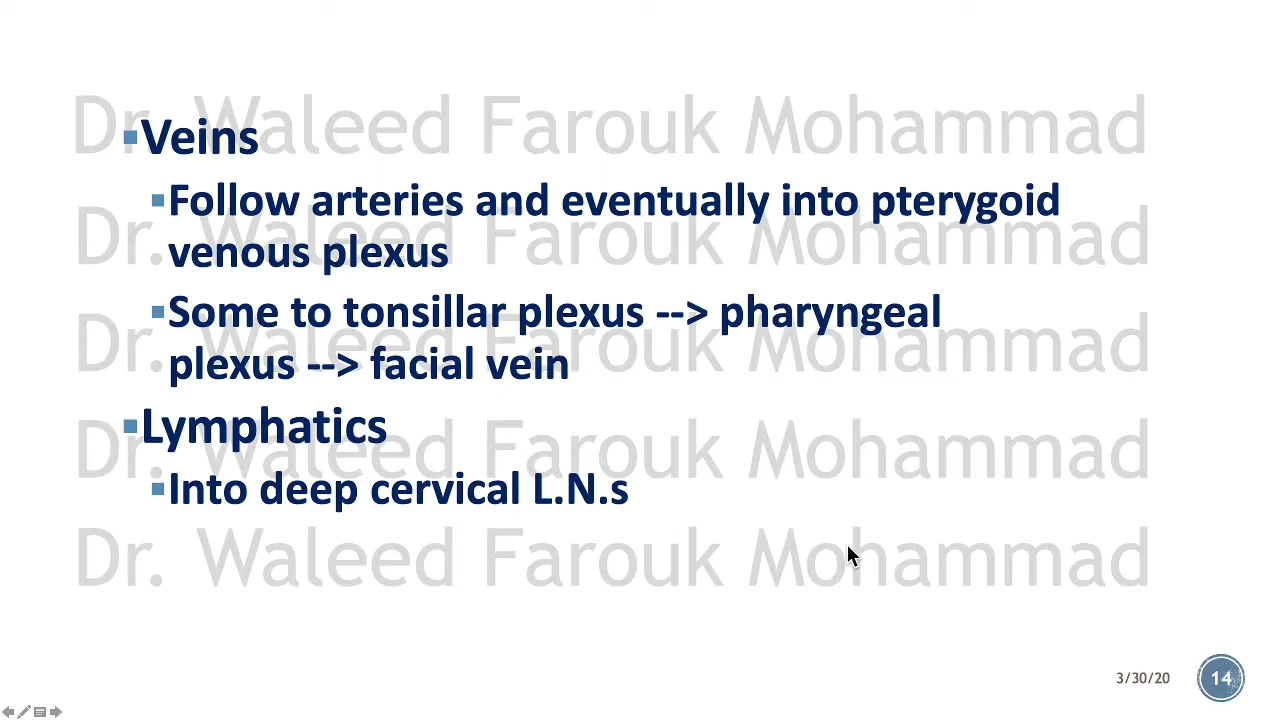 Dr. Waleed Farouk Mohammad
▪Veins
Dr. Waleed Farouk Mohammad
▪Follow arteries and eventually into pterygoid
venous plexus
Dr. Waleed Farouk Mohammad
▪Some to tonsillar plexus --> pharyngeal
plexus --> facial vein
Dr. Waleed Farouk Mohammad
▪Lymphatics
▪Into deep cervical L.N.s
Dr. Waleed Farouk Mohammad
3/30/20
14